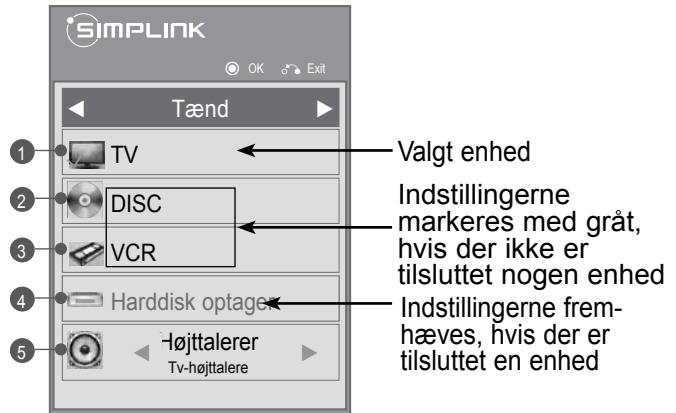 SIMPLINK
OK Exit
Tænd
1 TV
Valgt enhed
2 DISC
3 VCR
Indstillingerne
markeres med gråt,
hvis der ikke er
tilsluttet nogen enhed
4 Harddisk optager
Indstillingerne frem-
hæves, hvis der er
tilsluttet en enhed
5 Højttalerer
Tv-højttalere